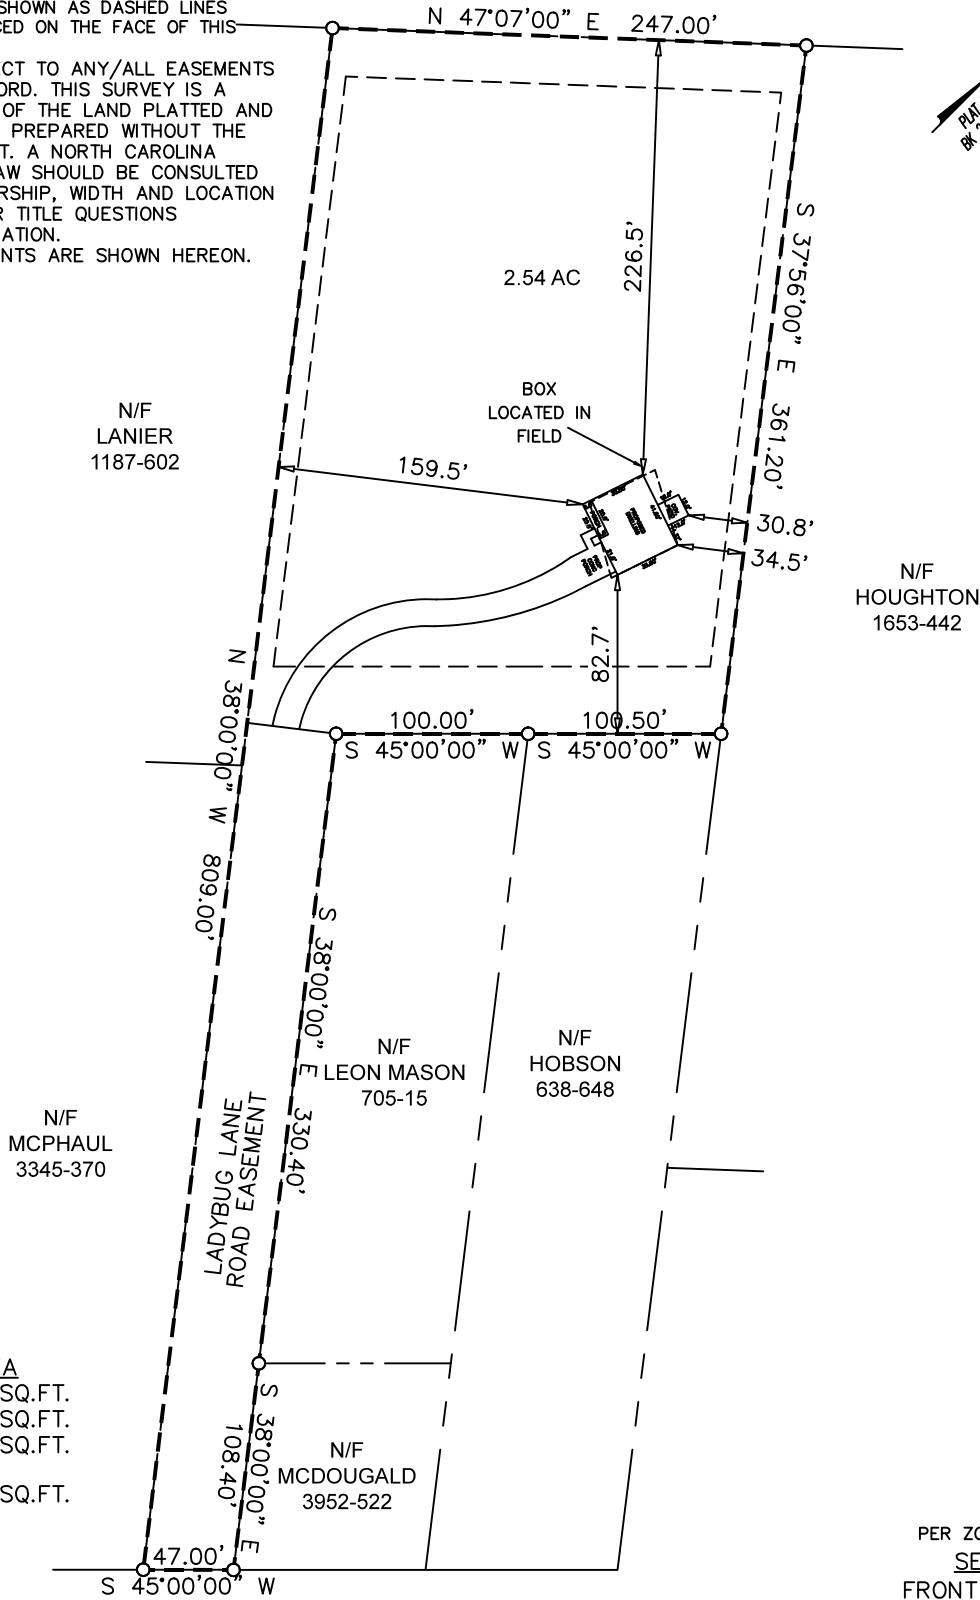 SHOWN AS DASHED LINES
CED ON THE FACE OF THIS
ECT TO ANY/ALL EASEMENTS
ORD. THIS SURVEY IS A
OF THE LAND PLATTED AND
PREPARED WITHOUT THE
T. A NORTH CAROLINA
AW SHOULD BE CONSULTED
RSHIP, WIDTH AND LOCATION
R TITLE QUESTIONS
ATION.
NTS ARE SHOWN HEREON.
N 47°07'00" E 247.00'
PLAT
BK
S 37°56'00" E 361.20'
226.5'
2.54 AC
BOX
LOCATED IN
FIELD
N/F
LANIER
1187-602
159.5'
PROPOSED
DWELLING
30.8'
34.5'
N/F
HOUGHTON
1653-442
82.7'
N 38°00'00" W 809.00'
100.00'
S 45°00'00" W
100.50'
S 45°00'00" W
S 38°00'00" E 330.40'
N/F
LEON MASON
705-15
N/F
HOBSON
638-648
N/F
MCPHAUL
3345-370
LADYBUG LANE
ROAD EASEMENT
A
SQ.FT.
SQ.FT.
SQ.FT.
SQ.FT.
S 38°00'00" E
108.40'
N/F
MCDOUGALD
3952-522
47.00'
S 45°00'00" W
PER ZO
SE
FRONT